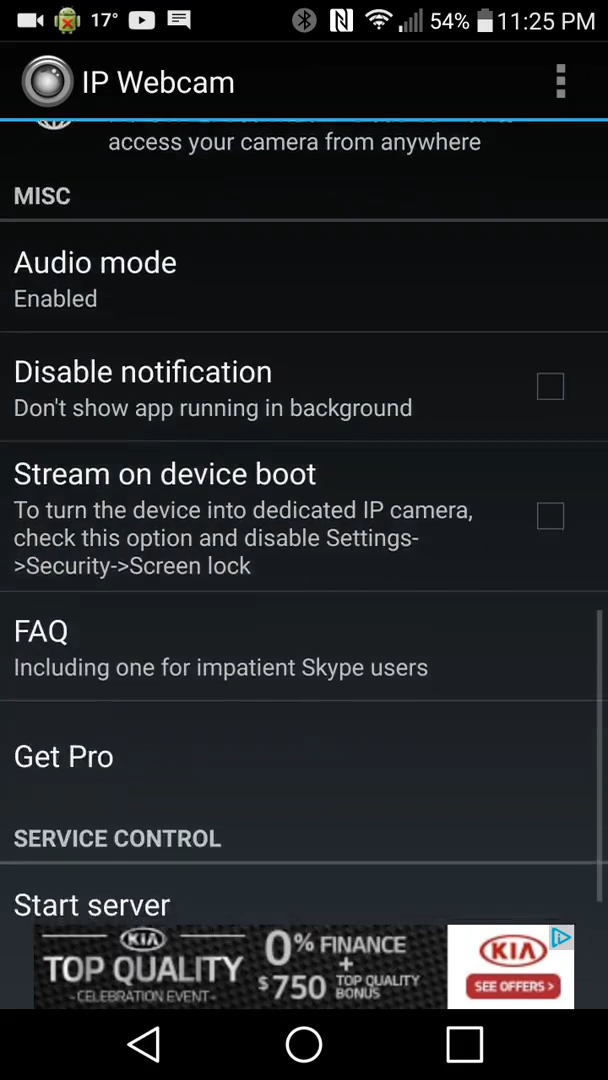 17° 54% 11:25 PM
IP Webcam
access your camera from anywhere
MISC
Audio mode
Enabled
Disable notification
Don't show app running in background
Stream on device boot
To turn the device into dedicated IP camera,
check this option and disable Settings-
>Security->Screen lock
FAQ
Including one for impatient Skype users
Get Pro
SERVICE CONTROL
Start server
KIA
TOP QUALITY
-CELEBRATION EVENT-
0% FINANCE
+
$750 TOP QUALITY
BONUS
KIA
SEE OFFERS >